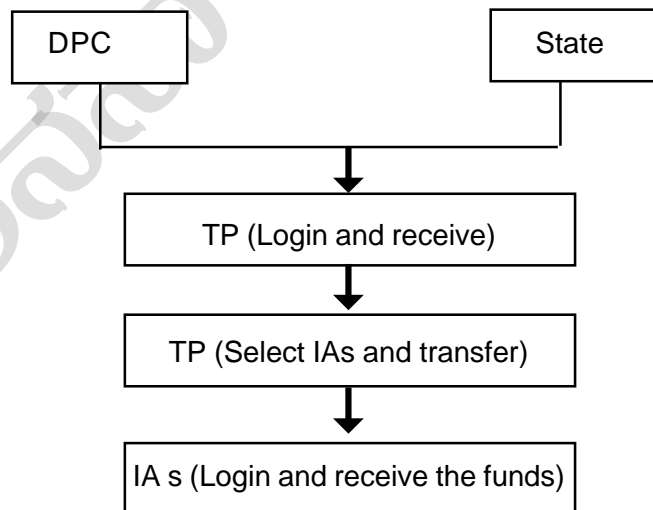 DPC
State
TP (Login and receive)
TP (Select IAs and transfer)
IA s (Login and receive the funds)